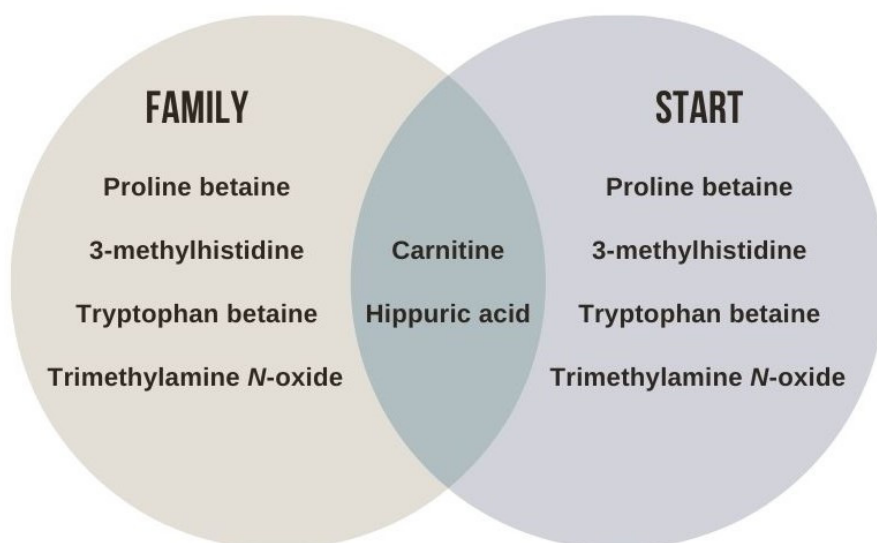 FAMILY
Proline betaine
3-methylhistidine
Tryptophan betaine
Trimethylamine N-oxide
Carnitine
Hippuric acid
START
Proline betaine
3-methylhistidine
Tryptophan betaine
Trimethylamine N-oxide